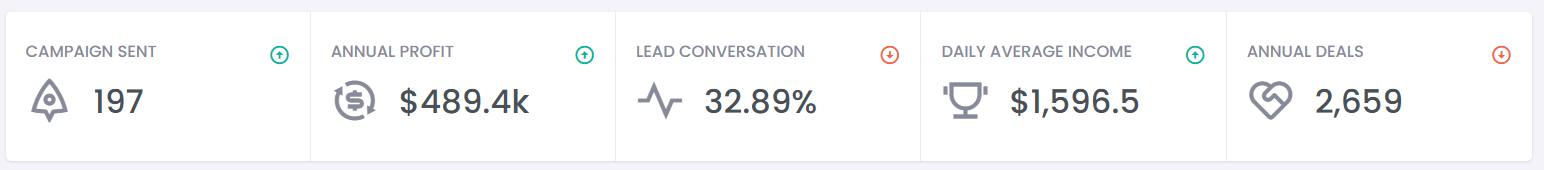 CAMPAIGN SENT
197
ANNUAL PROFIT
$489.4k
LEAD CONVERSATION
32.89%
DAILY AVERAGE INCOME
$1,596.5
ANNUAL DEALS
2,659